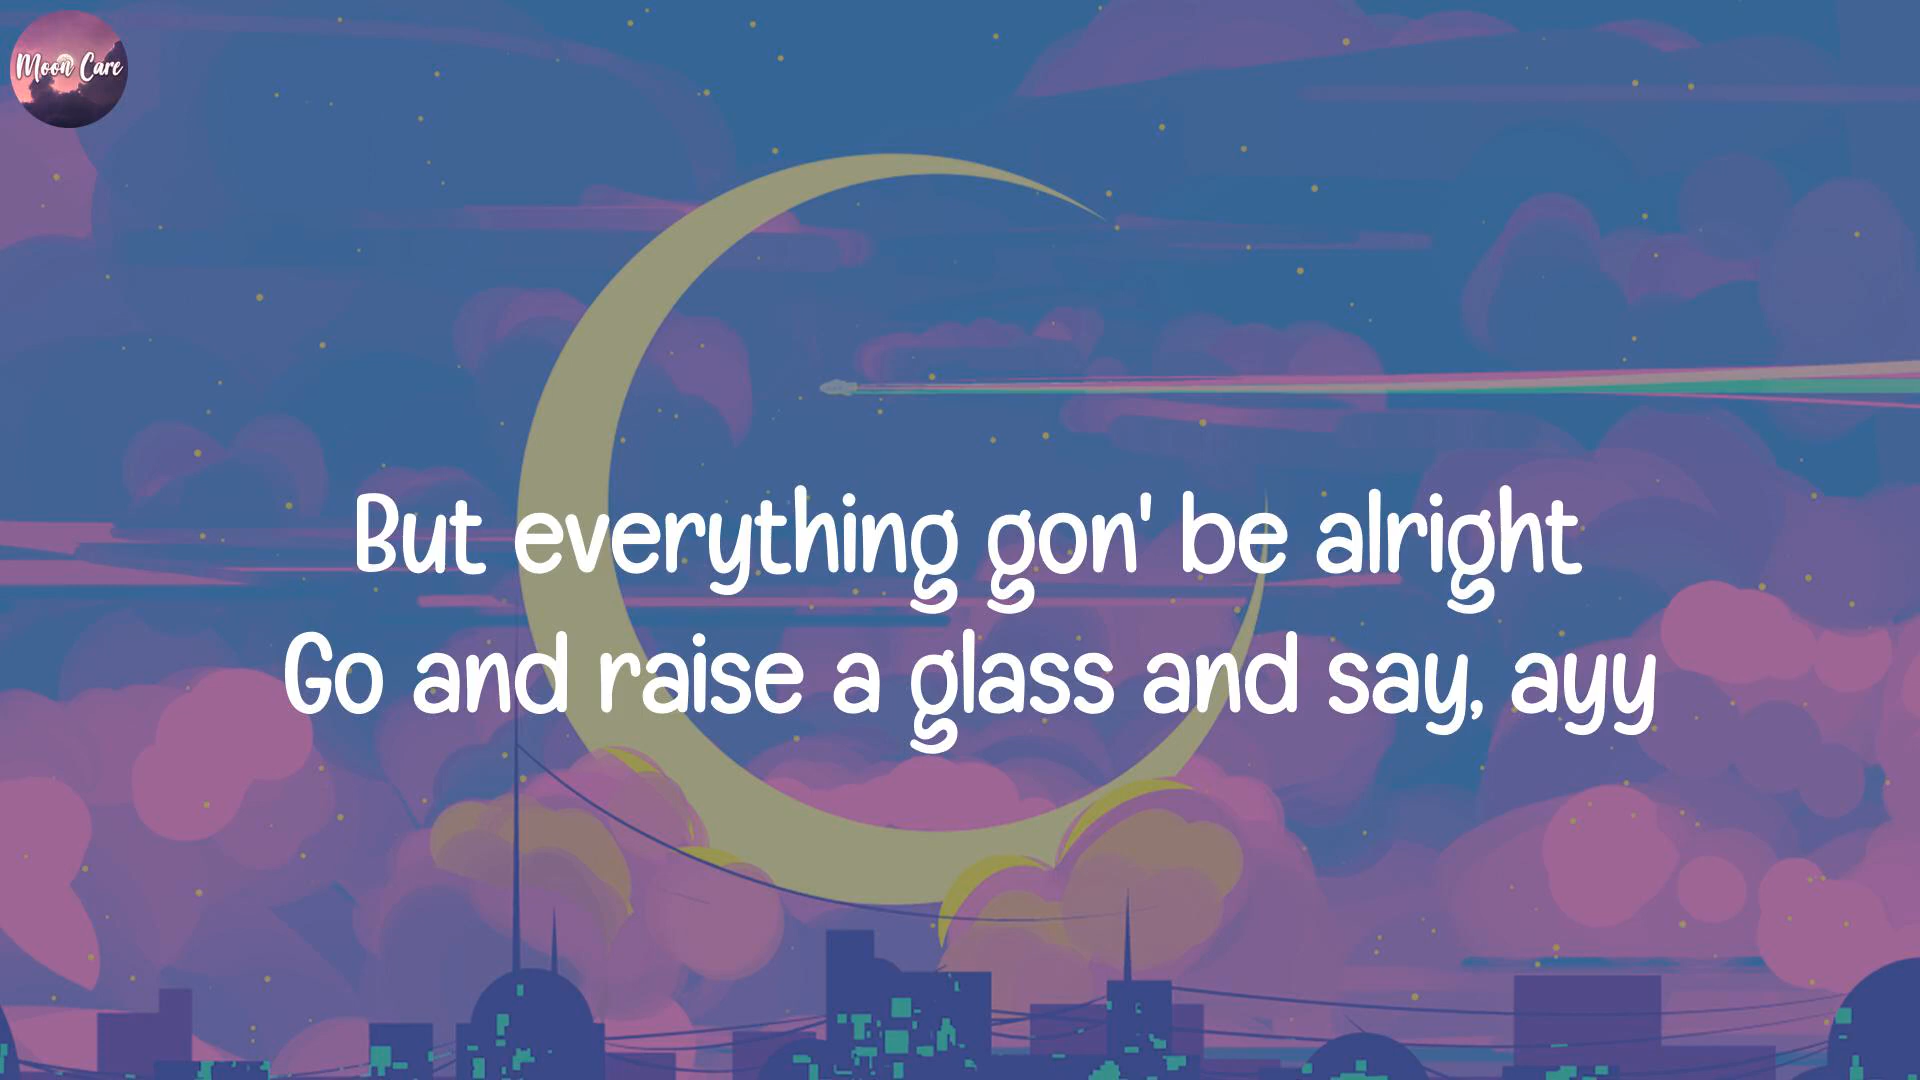 Moon Care
But everything gon' be alright
Go and raise a glass and say, ayy